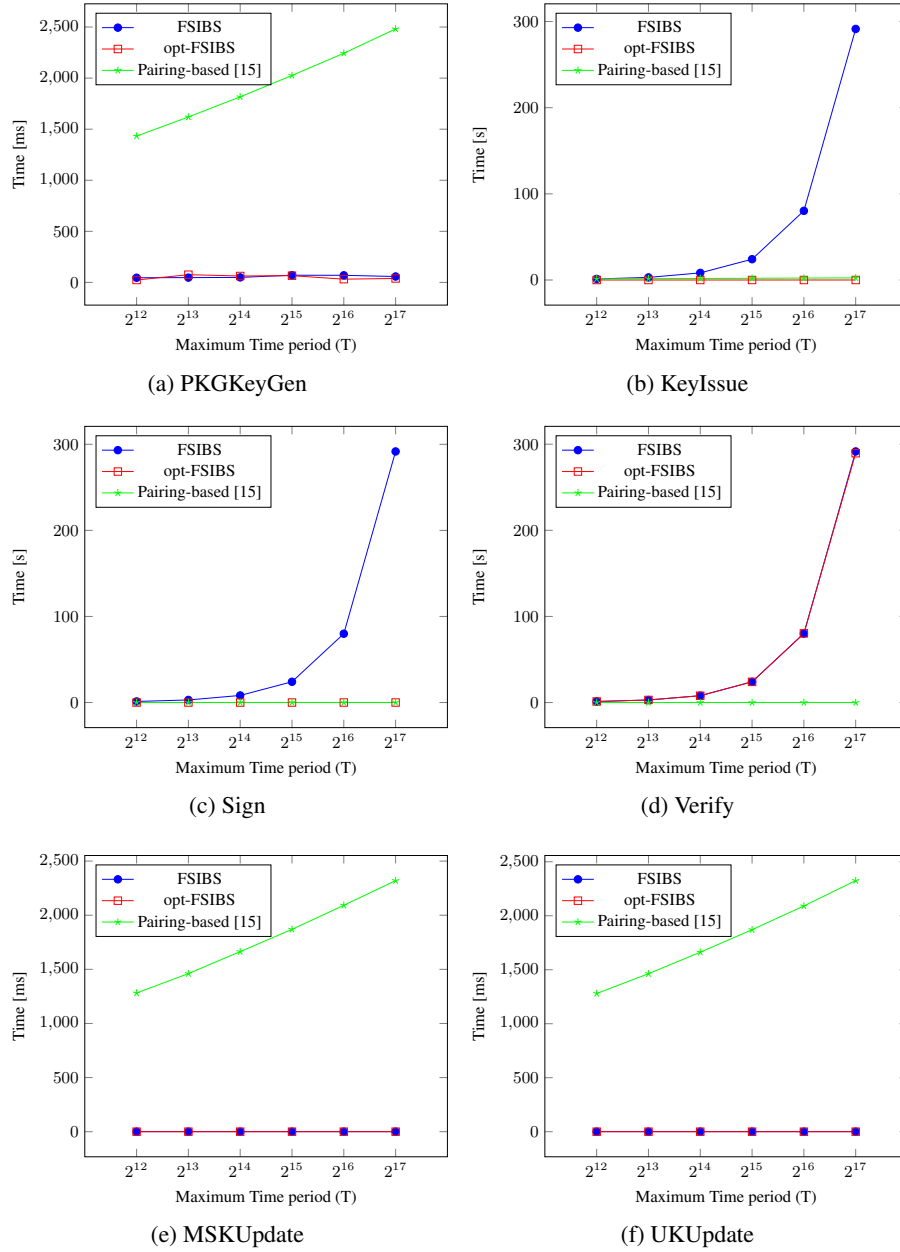 2,500
2,000
1,500
1,000
500
0
Time [ms]
FSIBS
opt-FSIBS
Pairing-based [15]
2^12 2^13 2^14 2^15 2^16 2^17
Maximum Time period (T)
(a) PKGKeyGen
300
200
100
0
Time [s]
FSIBS
opt-FSIBS
Pairing-based [15]
2^12 2^13 2^14 2^15 2^16 2^17
Maximum Time period (T)
(b) KeyIssue
300
200
100
0
Time [s]
FSIBS
opt-FSIBS
Pairing-based [15]
2^12 2^13 2^14 2^15 2^16 2^17
Maximum Time period (T)
(c) Sign
300
200
100
0
Time [s]
FSIBS
opt-FSIBS
Pairing-based [15]
2^12 2^13 2^14 2^15 2^16 2^17
Maximum Time period (T)
(d) Verify
2,500
2,000
1,500
1,000
500
0
Time [ms]
FSIBS
opt-FSIBS
Pairing-based [15]
2^12 2^13 2^14 2^15 2^16 2^17
Maximum Time period (T)
(e) MSKUpdate
2,500
2,000
1,500
1,000
500
0
Time [ms]
FSIBS
opt-FSIBS
Pairing-based [15]
2^12 2^13 2^14 2^15 2^16 2^17
Maximum Time period (T)
(f) UKUpdate